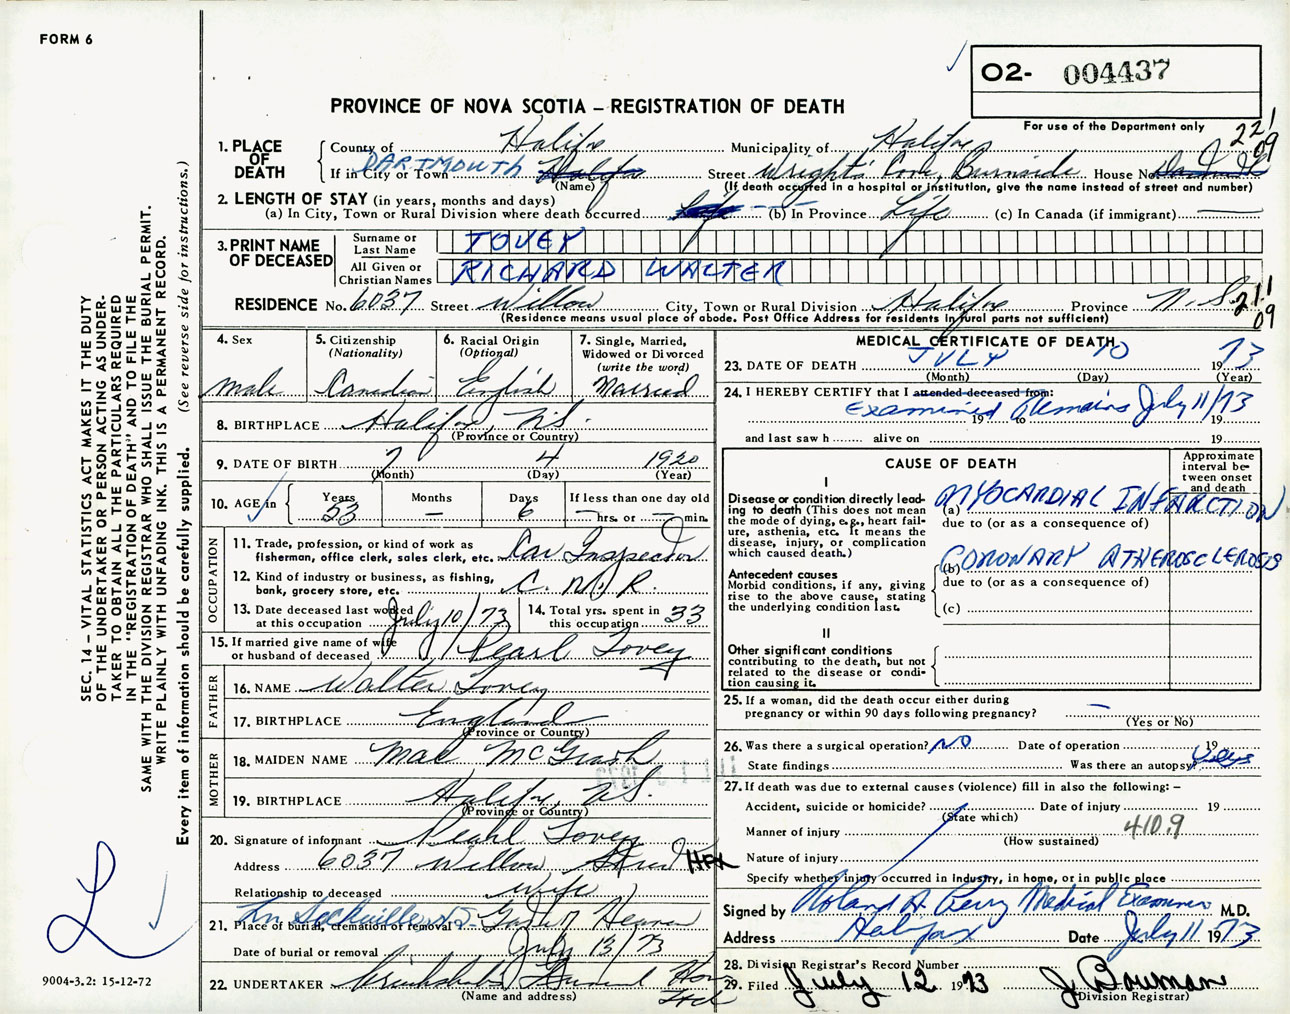 FORM 6
O2- 004437
PROVINCE OF NOVA SCOTIA – REGISTRATION OF DEATH
For use of the Department only
221
09
1. PLACE OF DEATH
County of Halifax Municipality of Halifax
If in City or Town DARTMOUTH Halifax Street Wright's Cove, Burnside House No.
(Name) (If death occurred in a hospital or institution, give the name instead of street and number)
2. LENGTH OF STAY (in years, months and days)
(a) In City, Town or Rural Division where death occurred Life (b) In Province Life (c) In Canada (if immigrant) —
3. PRINT NAME OF DECEASED
Surname or Last Name TOVEY
All Given or Christian Names RICHARD WALTER
RESIDENCE No. 6037 Street Willow City, Town or Rural Division Halifax Province N.S.
211
09
(Residence means usual place of abode. Post Office Address for residents in rural parts not sufficient)
4. Sex Male
5. Citizenship (Nationality) Canadian
6. Racial Origin (Optional) English
7. Single, Married, Widowed or Divorced (write the word) Married
8. BIRTHPLACE Halifax, N.S.
(Province or Country)
9. DATE OF BIRTH 7 4 1920
(Month) (Day) (Year)
10. AGE in Years 53 Months — Days 6 If less than one day old — hrs. or — min.
OCCUPATION
11. Trade, profession, or kind of work as fisherman, office clerk, sales clerk, etc. Car Inspector
12. Kind of industry or business, as fishing, bank, grocery store, etc. C.N.R.
13. Date deceased last worked at this occupation July 10/73
14. Total yrs. spent in this occupation 33
15. If married give name of wife or husband of deceased Pearl Tovey
FATHER
16. NAME Walter Tovey
17. BIRTHPLACE England
(Province or Country)
MOTHER
18. MAIDEN NAME Mae McGrath
19. BIRTHPLACE Halifax, N.S.
(Province or Country)
20. Signature of informant Pearl Tovey
Address 6037 Willow Street HFX
Relationship to deceased Wife
21. Place of burial, cremation or removal
Date of burial or removal July 13/73
22. UNDERTAKER Cruikshanks Funeral Home
(Name and address)
MEDICAL CERTIFICATE OF DEATH
23. DATE OF DEATH JULY 10 1973
(Month) (Day) (Year)
24. I HEREBY CERTIFY that I attended deceased from:
Examined Remains July 11/73
19 to 19
and last saw h alive on 19
CAUSE OF DEATH
Approximate interval between onset and death
I
Disease or condition directly leading to death (This does not mean the mode of dying, e.g., heart failure, asthenia, etc. It means the disease, injury, or complication which caused death.)
(a) MYOCARDIAL INFARCTION
due to (or as a consequence of)
Antecedent causes
Morbid conditions, if any, giving rise to the above cause, stating the underlying condition last.
(b) CORONARY ATHEROSCLEROSIS
due to (or as a consequence of)
(c)
II
Other significant conditions contributing to the death, but not related to the disease or condition causing it.
25. If a woman, did the death occur either during pregnancy or within 90 days following pregnancy? —
(Yes or No)
26. Was there a surgical operation? NO Date of operation 19
State findings Was there an autopsy? Yes
27. If death was due to external causes (violence) fill in also the following: –
Accident, suicide or homicide? Date of injury 19
(State which)
Manner of injury 410.9
(How sustained)
Nature of injury
Specify whether injury occurred in industry, in home, or in public place
Signed by Roland A. Perry Medical Examiner M.D.
Address Halifax Date July 11 1973
28. Division Registrar's Record Number
29. Filed July 12 1973 J Bowman
(Division Registrar)
SEC. 14 – VITAL STATISTICS ACT MAKES IT THE DUTY
OF THE UNDERTAKER OR PERSON ACTING AS UNDER.
TAKER TO OBTAIN ALL THE PARTICULARS REQUIRED
IN THE "REGISTRATION OF DEATH" AND TO FILE THE
SAME WITH THE DIVISION REGISTRAR WHO SHALL ISSUE THE BURIAL PERMIT.
WRITE PLAINLY WITH UNFADING INK. THIS IS A PERMANENT RECORD.
Every item of information should be carefully supplied. (See reverse side for instructions.)
L
9004-3.2: 15-12-72